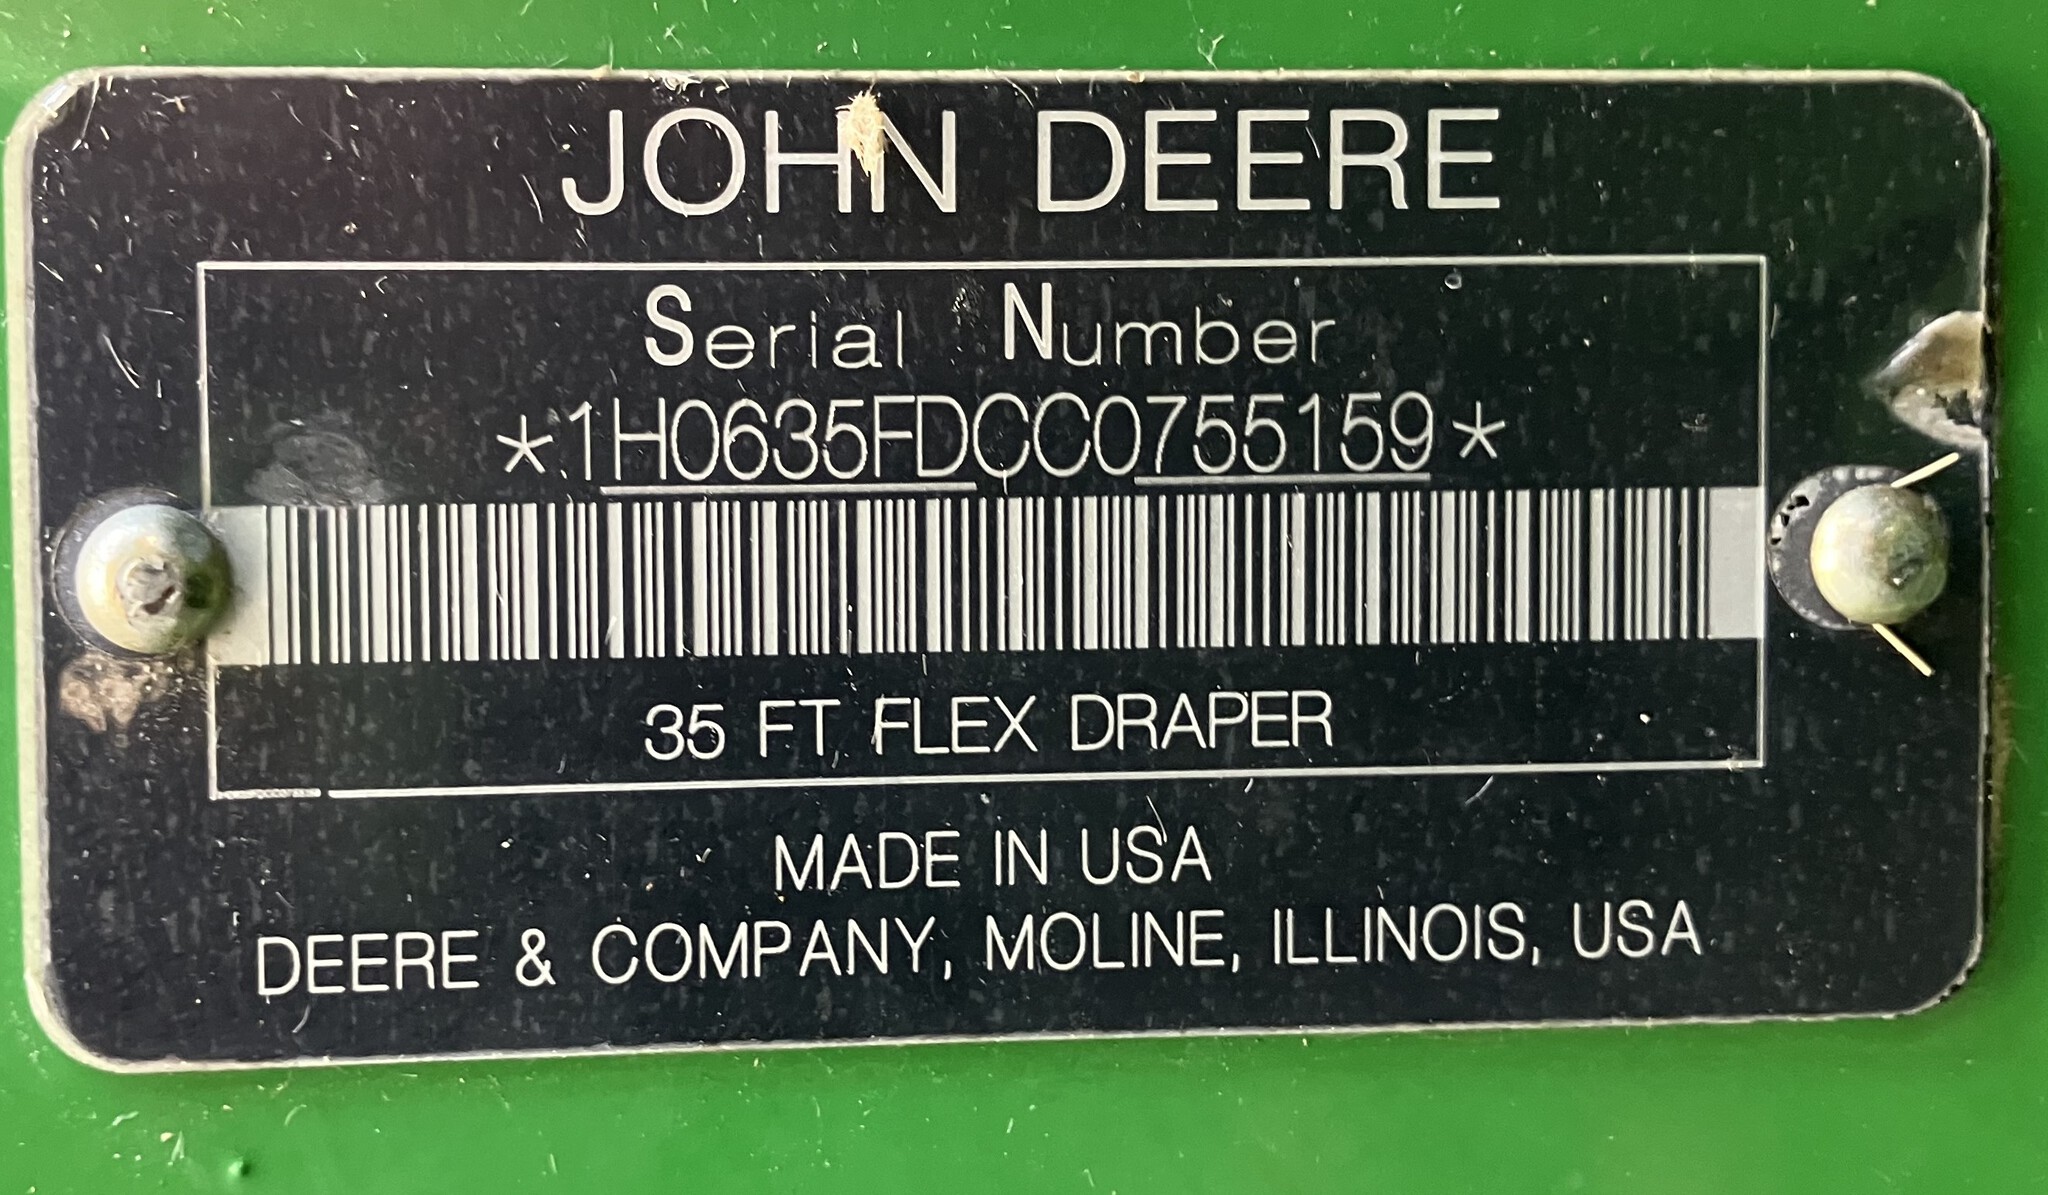 JOHN DEERE
Serial Number
*1H0635FDCC0755159*
35 FT FLEX DRAPER
MADE IN USA
DEERE & COMPANY, MOLINE, ILLINOIS, USA